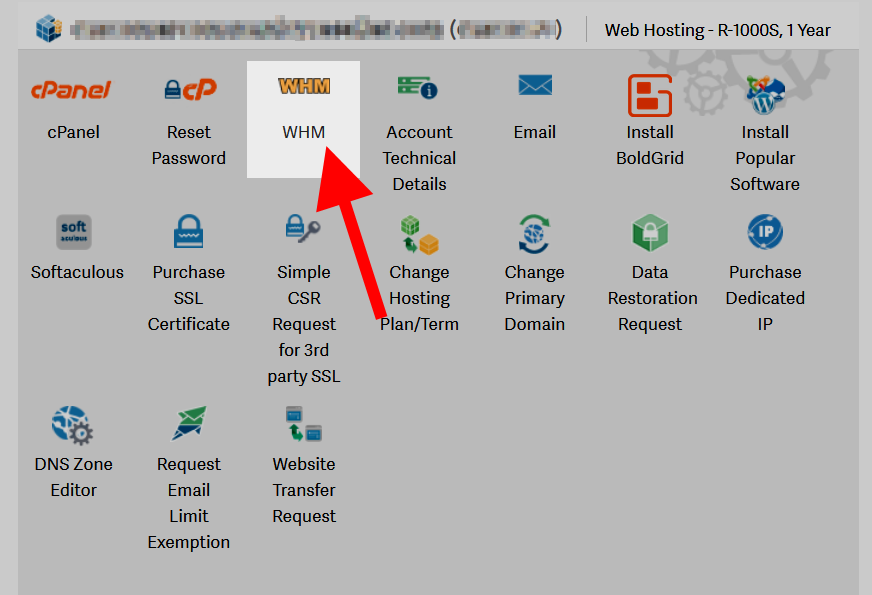 Web Hosting - R-1000S, 1 Year
cPanel
cP
WHM
cPanel
Reset
Password
WHM
Account
Technical
Details
Email
Install
BoldGrid
Install
Popular
Software
soft
aculous
IP
Softaculous
Purchase
SSL
Certificate
Simple
CSR
Request
for 3rd
party SSL
Change
Hosting
Plan/Term
Change
Primary
Domain
Data
Restoration
Request
Purchase
Dedicated
IP
DNS Zone
Editor
Request
Email
Limit
Exemption
Website
Transfer
Request